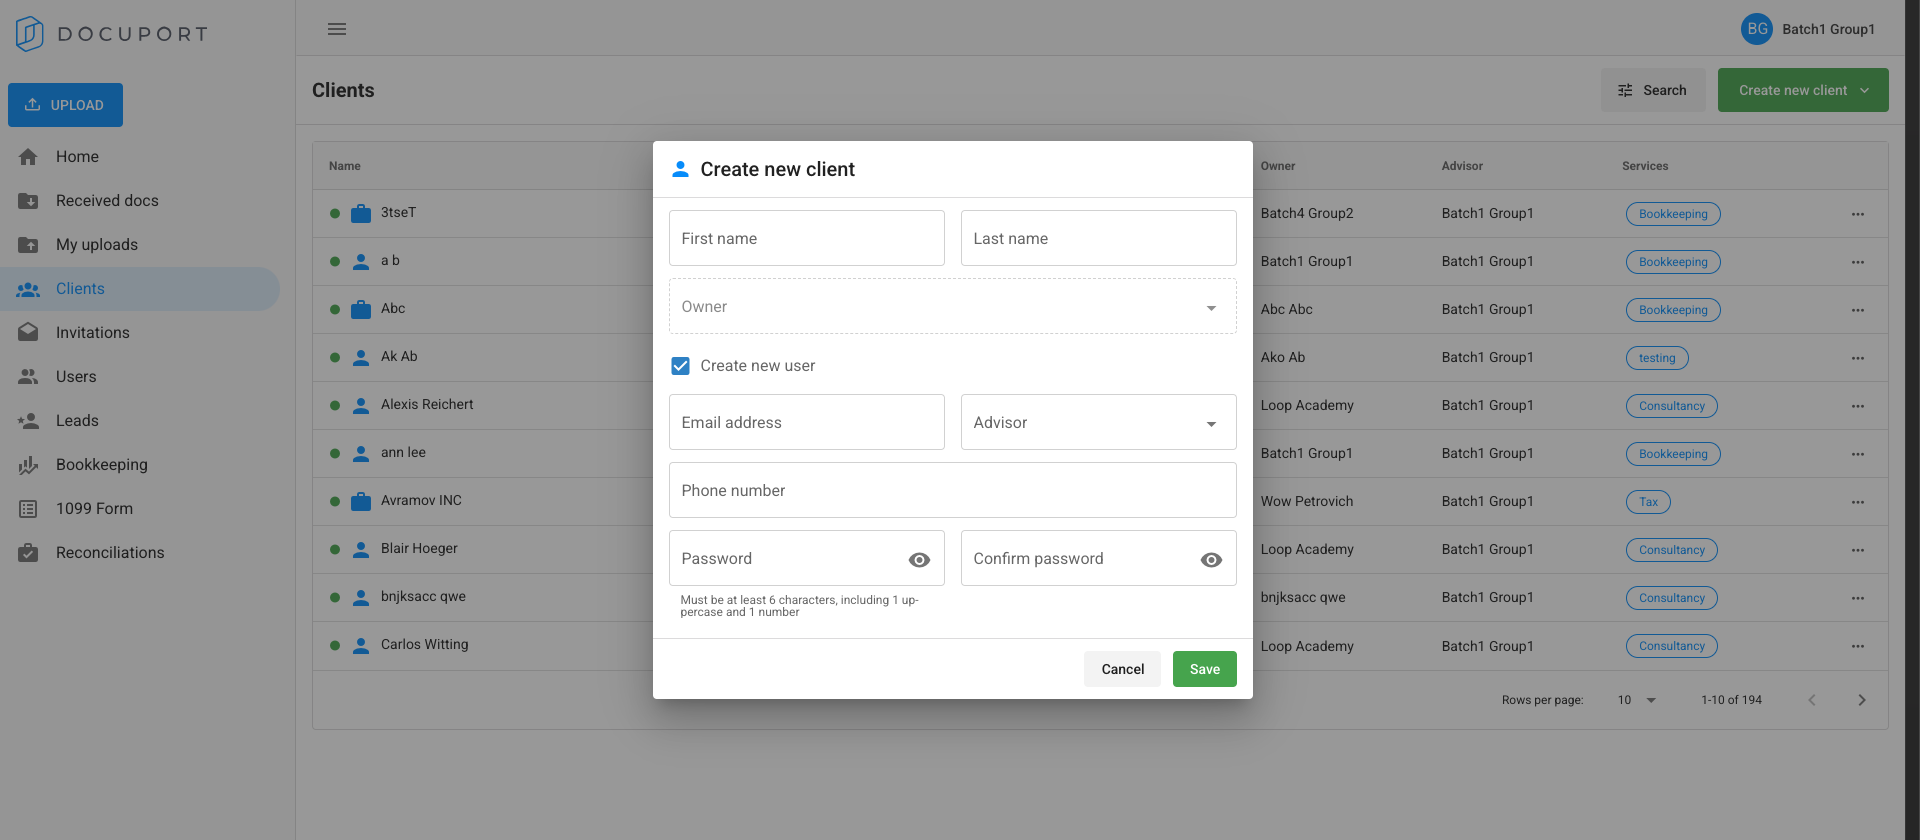 DOCUPORT
BG Batch1 Group1
UPLOAD
Home
Received docs
My uploads
Clients
Invitations
Users
Leads
Bookkeeping
1099 Form
Reconciliations
Clients
Search
Create new client
Name Owner Advisor Services
3tseT Batch4 Group2 Batch1 Group1 Bookkeeping
a b Batch1 Group1 Batch1 Group1 Bookkeeping
Abc Abc Abc Batch1 Group1 Bookkeeping
Ak Ab Ako Ab Batch1 Group1 testing
Alexis Reichert Loop Academy Batch1 Group1 Consultancy
ann lee Batch1 Group1 Batch1 Group1 Bookkeeping
Avramov INC Wow Petrovich Batch1 Group1 Tax
Blair Hoeger Loop Academy Batch1 Group1 Consultancy
bnjksacc qwe bnjksacc qwe Batch1 Group1 Consultancy
Carlos Witting Loop Academy Batch1 Group1 Consultancy
Rows per page: 10 1-10 of 194
Create new client
First name Last name
Owner
Create new user
Email address Advisor
Phone number
Password Confirm password
Must be at least 6 characters, including 1 up-
percase and 1 number
Cancel Save